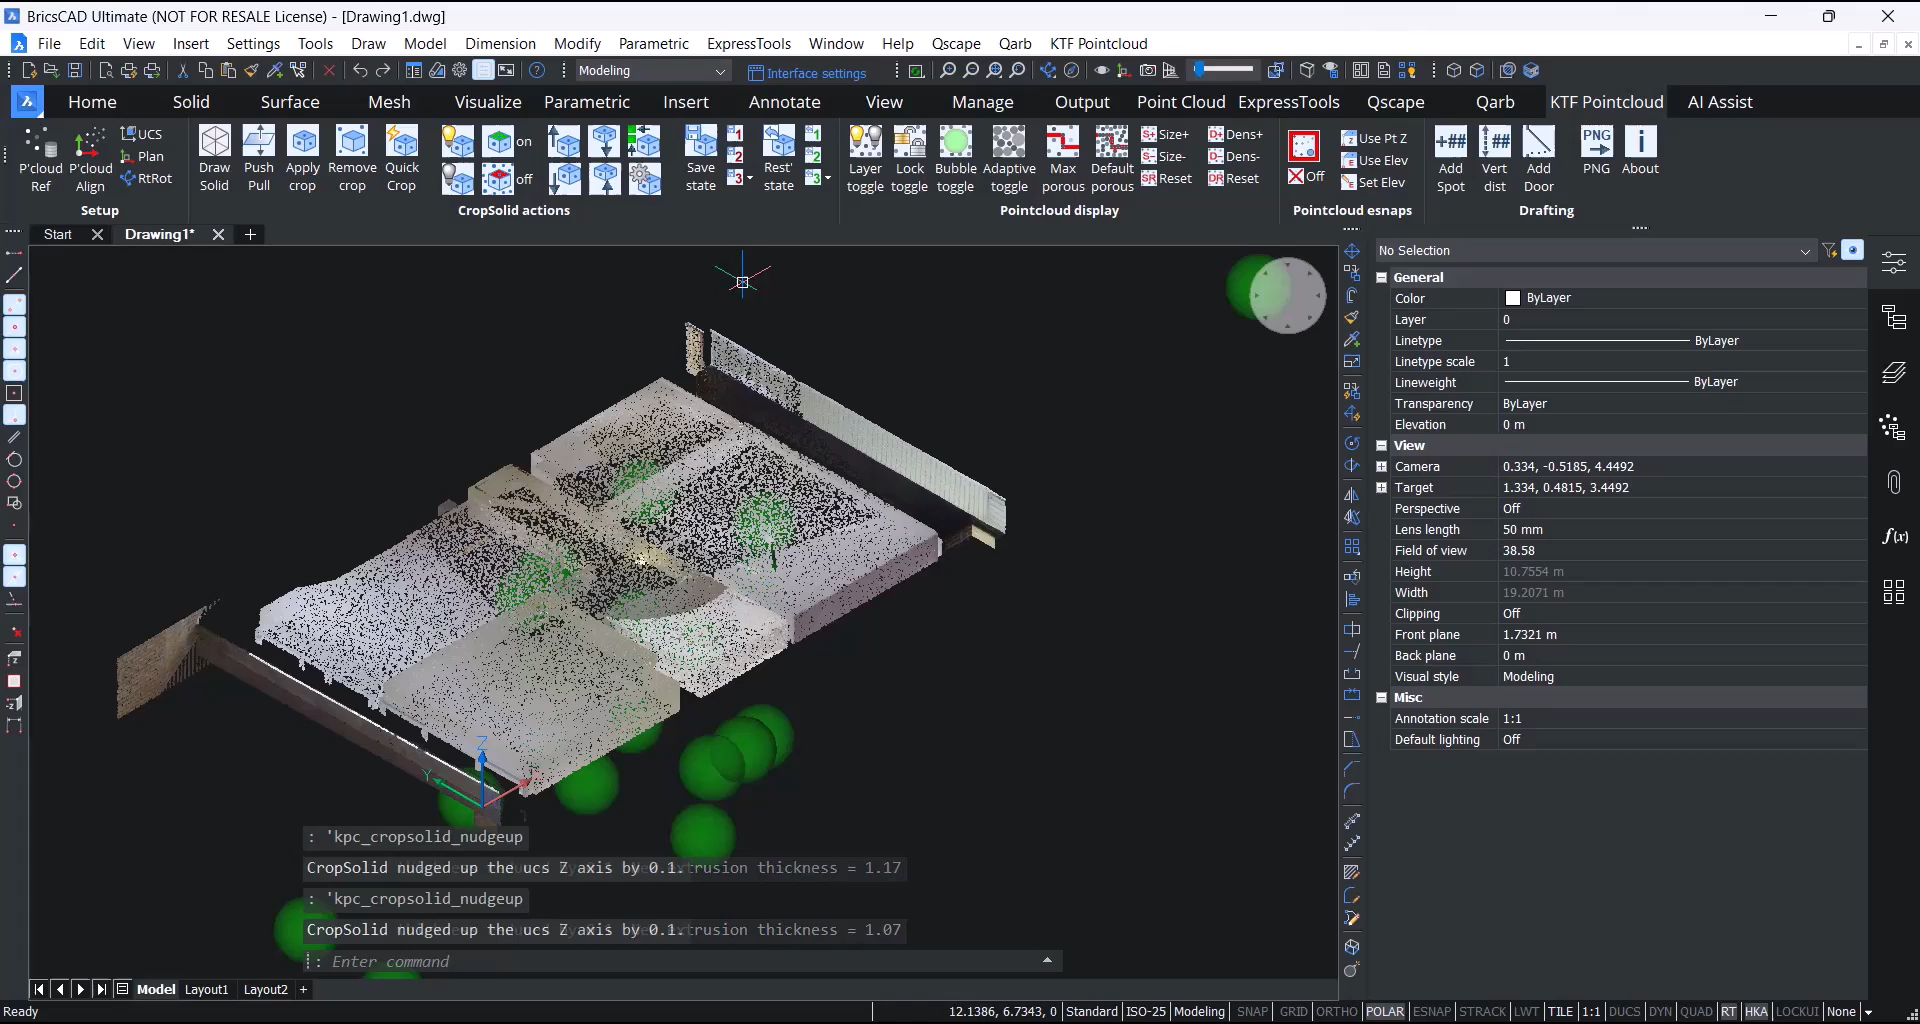 BricsCAD Ultimate (NOT FOR RESALE License) - [Drawing1.dwg]
File Edit View Insert Settings Tools Draw Model Dimension Modify Parametric ExpressTools Window Help Qscape Qarb KTF Pointcloud
Modeling Interface settings
Home Solid Surface Mesh Visualize Parametric Insert Annotate View Manage Output Point Cloud ExpressTools Qscape Qarb KTF Pointcloud AI Assist
P'cloud Ref
P'cloud Align
UCS
Plan
RtRot
Setup
Draw Solid
Push Pull
Apply crop
Remove crop
Quick Crop
on
off
CropSolid actions
Save state
1
2
3
Rest' state
1
2
3
Layer toggle
Lock toggle
Bubble toggle
Adaptive toggle
Max porous
Default porous
S+ Size+
S- Size-
SR Reset
D+ Dens+
D- Dens-
DR Reset
Pointcloud display
Off
Use Pt Z
Use Elev
Set Elev
Pointcloud esnaps
+## Add Spot
## Vert dist
Add Door
PNG PNG
i About
Drafting
Start Drawing1*
No Selection
General
Color ByLayer
Layer 0
Linetype ByLayer
Linetype scale 1
Lineweight ByLayer
Transparency ByLayer
Elevation 0 m
View
Camera 0.334, -0.5185, 4.4492
Target 1.334, 0.4815, 3.4492
Perspective Off
Lens length 50 mm
Field of view 38.58
Height 10.7554 m
Width 19.2071 m
Clipping Off
Front plane 1.7321 m
Back plane 0 m
Visual style Modeling
Misc
Annotation scale 1:1
Default lighting Off
f(x)
Z
Y
: 'kpc_cropsolid_nudgeup
CropSolid nudged up the ucs Z axis by 0.1. trusion thickness = 1.17
: 'kpc_cropsolid_nudgeup
CropSolid nudged up the ucs Z axis by 0.1. trusion thickness = 1.07
: Enter command
Model Layout1 Layout2 +
Ready 12.1386, 6.7343, 0 Standard ISO-25 Modeling SNAP GRID ORTHO POLAR ESNAP STRACK LWT TILE 1:1 DUCS DYN QUAD RT HKA LOCKUI None